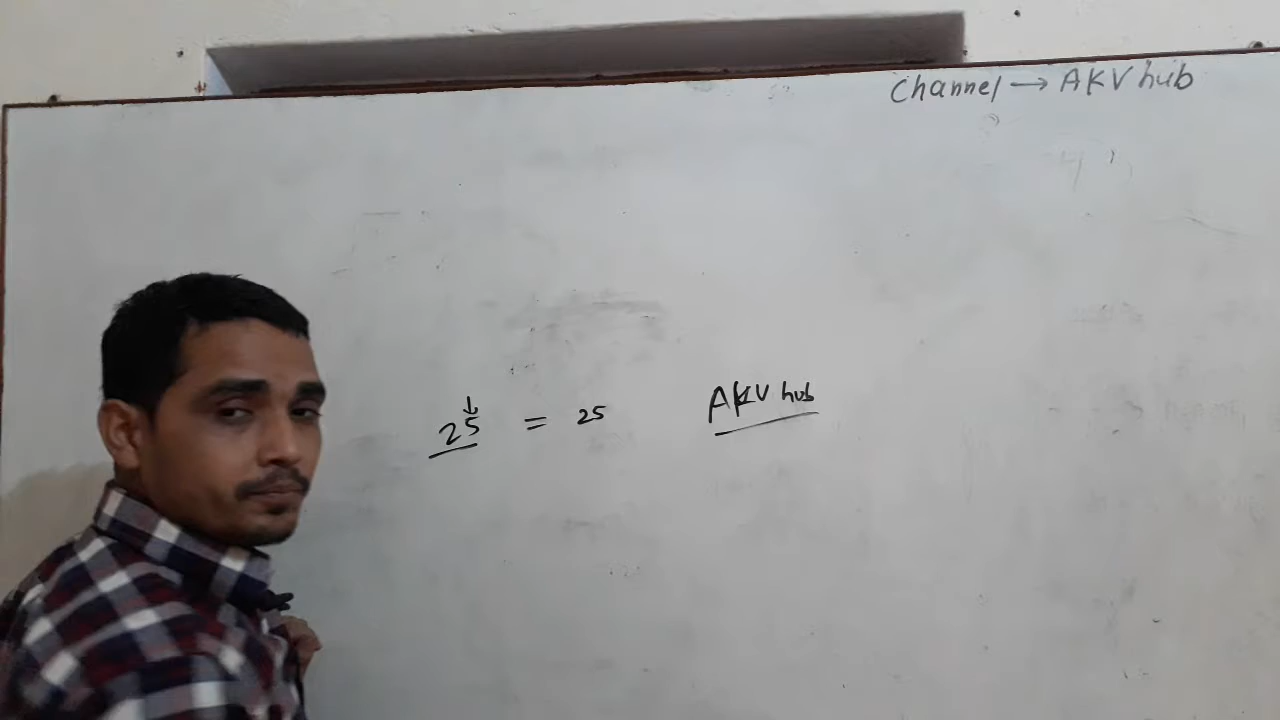 Channel → AKV hub
25 = 25 AKV hub